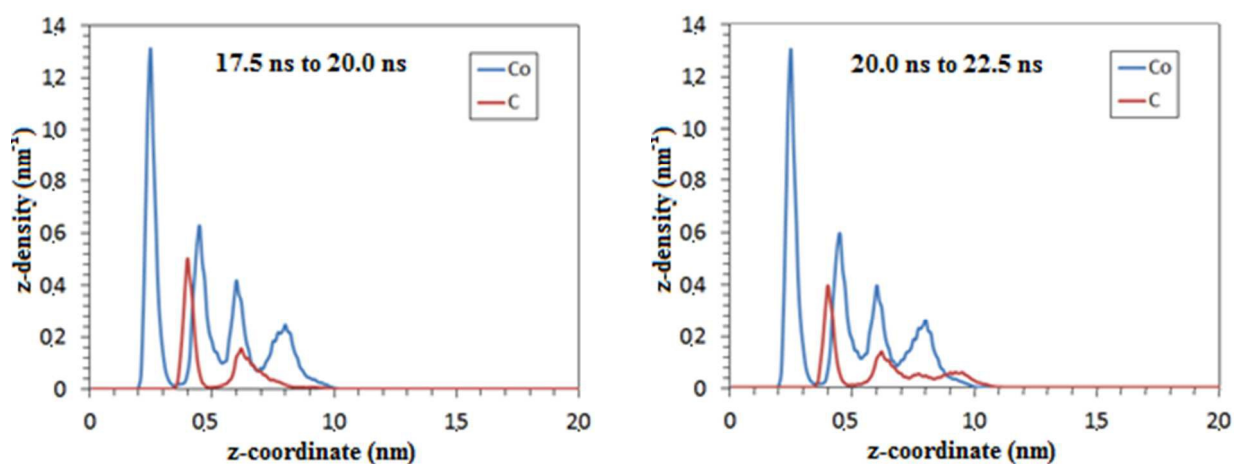 17.5 ns to 20.0 ns
Co
C
z-density (nm⁻¹)
1.4
1.2
1.0
0.8
0.6
0.4
0.2
0
0
0.5
1.0
1.5
2.0
z-coordinate (nm)
20.0 ns to 22.5 ns
Co
C
z-density (nm⁻¹)
1.4
1.2
1.0
0.8
0.6
0.4
0.2
0
0
0.5
1.0
1.5
2.0
z-coordinate (nm)